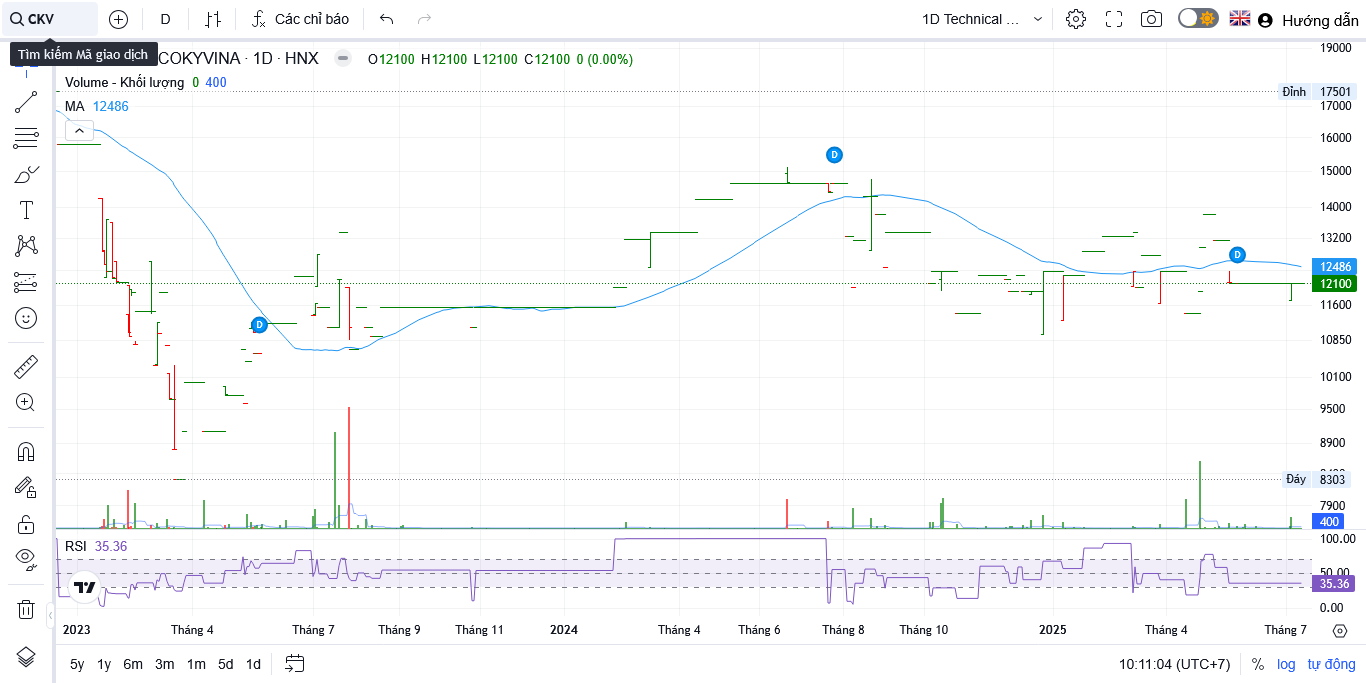 CKV
D
Các chỉ báo
1D Technical ...
Hướng dẫn
Tìm kiếm Mã giao dịch
COKYVINA · 1D · HNX
O12100 H12100 L12100 C12100 0 (0.00%)
Volume - Khối lượng 0 400
MA 12486
19000
Đỉnh 17501
17000
16000
15000
14000
13200
12486
12100
11600
10850
10100
9500
8900
Đáy 8303
7900
400
D
D
D
RSI 35.36
100.00
50.00
35.36
0.00
2023 Tháng 4 Tháng 7 Tháng 9 Tháng 11 2024 Tháng 4 Tháng 6 Tháng 8 Tháng 10 2025 Tháng 4 Tháng 7
5y 1y 6m 3m 1m 5d 1d
10:11:04 (UTC+7) % log tự động